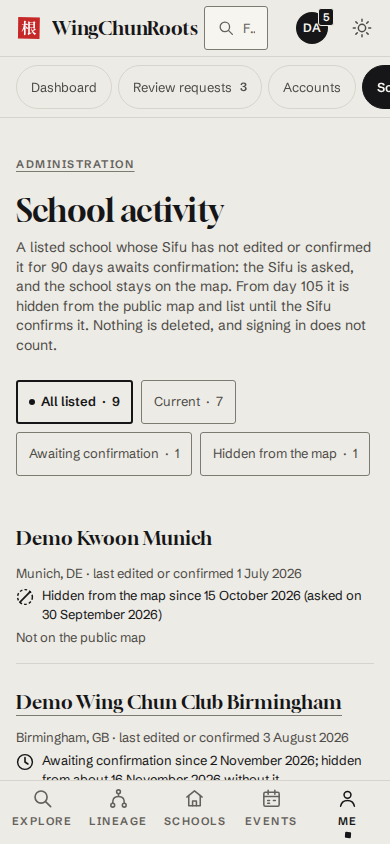 根 WingChunRoots F.. DA 5
Dashboard Review requests 3 Accounts
ADMINISTRATION
School activity
A listed school whose Sifu has not edited or confirmed
it for 90 days awaits confirmation: the Sifu is asked,
and the school stays on the map. From day 105 it is
hidden from the public map and list until the Sifu
confirms it. Nothing is deleted, and signing in does not
count.
All listed · 9 Current · 7
Awaiting confirmation · 1 Hidden from the map · 1
Demo Kwoon Munich
Munich, DE · last edited or confirmed 1 July 2026
Hidden from the map since 15 October 2026 (asked on
30 September 2026)
Not on the public map
Demo Wing Chun Club Birmingham
Birmingham, GB · last edited or confirmed 3 August 2026
Awaiting confirmation since 2 November 2026; hidden
from about 16 November 2026 without it
EXPLORE LINEAGE SCHOOLS EVENTS ME